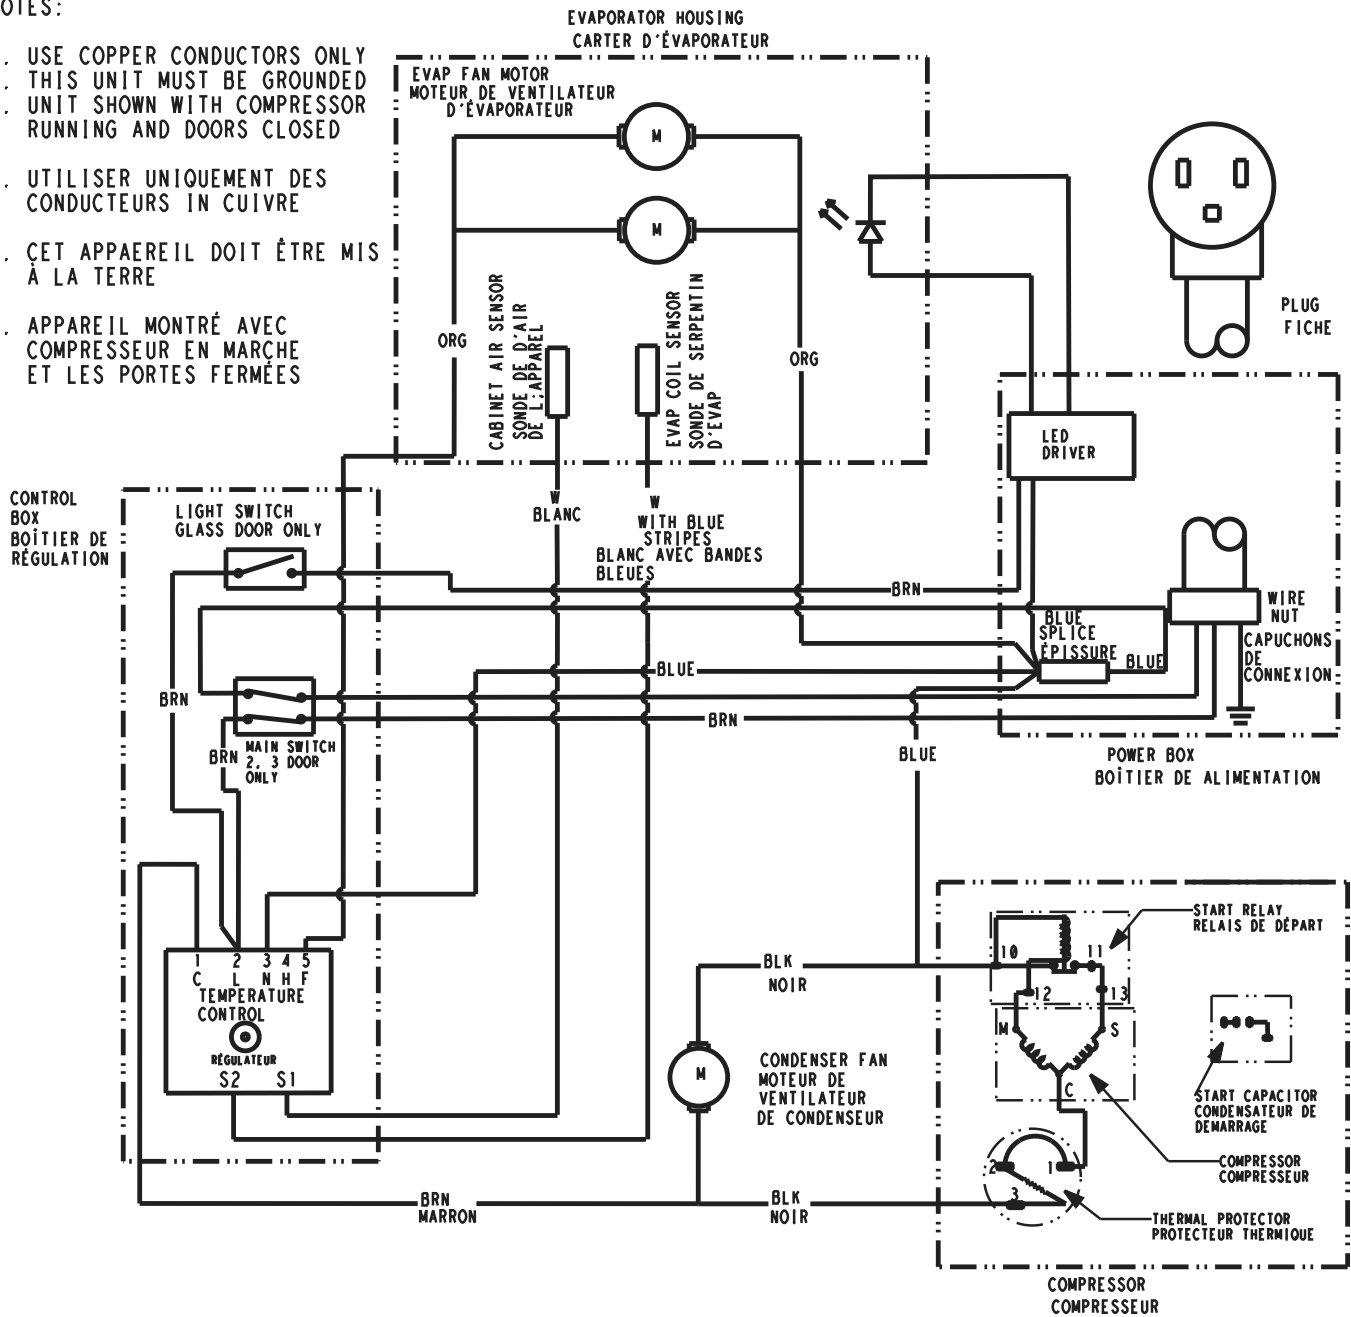 OTES:
. USE COPPER CONDUCTORS ONLY
. THIS UNIT MUST BE GROUNDED
. UNIT SHOWN WITH COMPRESSOR
RUNNING AND DOORS CLOSED
. UTILISER UNIQUEMENT DES
CONDUCTEURS IN CUIVRE
. CET APPAEREIL DOIT ÊTRE MIS
À LA TERRE
. APPAREIL MONTRÉ AVEC
COMPRESSEUR EN MARCHE
ET LES PORTES FERMÉES
EVAPORATOR HOUSING
CARTER D'ÉVAPORATEUR
EVAP FAN MOTOR
MOTEUR DE VENTILATEUR
D'ÉVAPORATEUR
M
M
ORG
ORG
CABINET AIR SENSOR
SONDE DE D'AIR
DE L;APPAREL
EVAP COIL SENSOR
SONDE DE SERPENTIN
D'EVAP
PLUG
FICHE
LED
DRIVER
CONTROL
BOX
BOÎTIER DE
RÉGULATION
LIGHT SWITCH
GLASS DOOR ONLY
W
BLANC
W
WITH BLUE
STRIPES
BLANC AVEC BANDES
BLEUES
BRN
BLUE
SPLICE
ÉPISSURE
BLUE
WIRE
NUT
CAPUCHONS
DE
CONNEXION
BLUE
BRN
BRN
BRN
MAIN SWITCH
2, 3 DOOR
ONLY
BLUE
POWER BOX
BOÎTIER DE ALIMENTATION
1 2 3 4 5
C L N H F
TEMPERATURE
CONTROL
RÉGULATEUR
S2 S1
BLK
NOIR
M
CONDENSER FAN
MOTEUR DE
VENTILATEUR
DE CONDENSEUR
BRN
MARRON
BLK
NOIR
START RELAY
RELAIS DE DÉPART
10 11
12 13
M S
C
START CAPACITOR
CONDENSATEUR DE
DEMARRAGE
2 1
3
COMPRESSOR
COMPRESSEUR
THERMAL PROTECTOR
PROTECTEUR THERMIQUE
COMPRESSOR
COMPRESSEUR